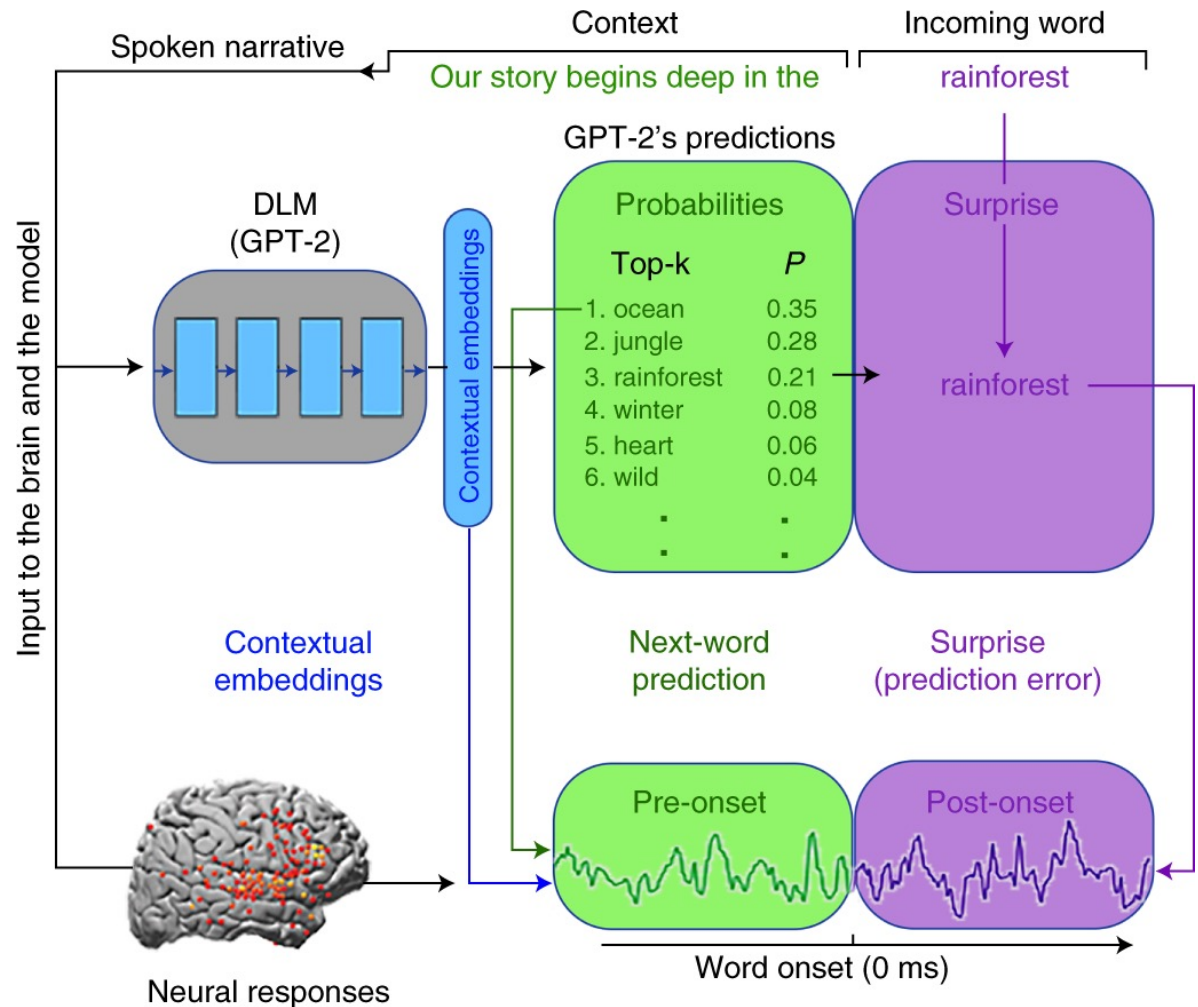 Context
Incoming word
Spoken narrative
Our story begins deep in the
rainforest
GPT-2’s predictions
DLM
(GPT-2)
Contextual embeddings
Probabilities
Top-k P
1. ocean 0.35
2. jungle 0.28
3. rainforest 0.21
4. winter 0.08
5. heart 0.06
6. wild 0.04
Surprise
rainforest
Input to the brain and the model
Contextual
embeddings
Next-word
prediction
Surprise
(prediction error)
Pre-onset
Post-onset
Word onset (0 ms)
Neural responses